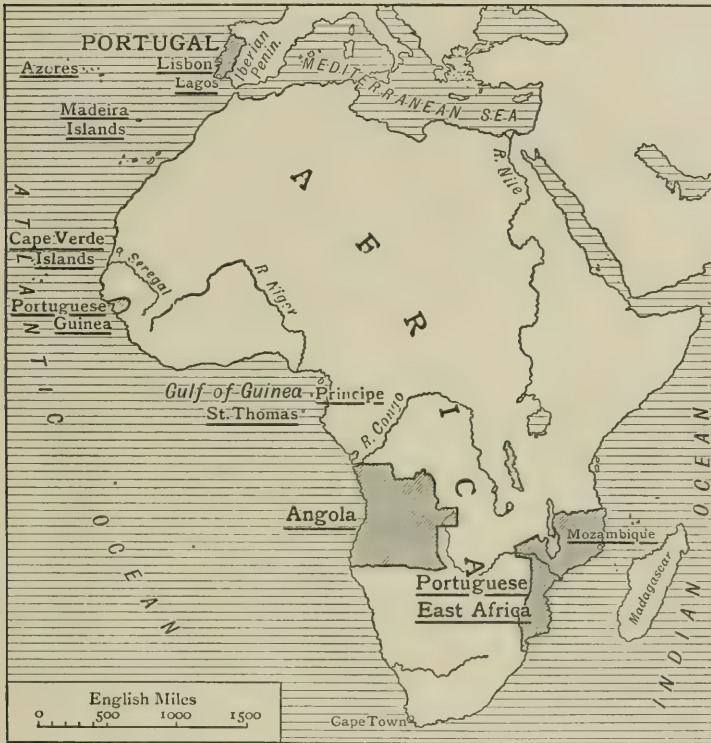 PORTUGAL
Azores
Lisbon
Lagos
Iberian
Penin.
MEDITERRANEAN SEA
Madeira
Islands
R. Nile
ATLANTIC
OCEAN
AFRICA
Cape Verde
Islands
R. Senegal
R. Niger
Portuguese
Guinea
Gulf of Guinea
Principe
St. Thomas
R. Congo
Angola
Mozambique
Portuguese
East Africa
Madagascar
INDIAN
OCEAN
English Miles
0 500 1000 1500
Cape Town